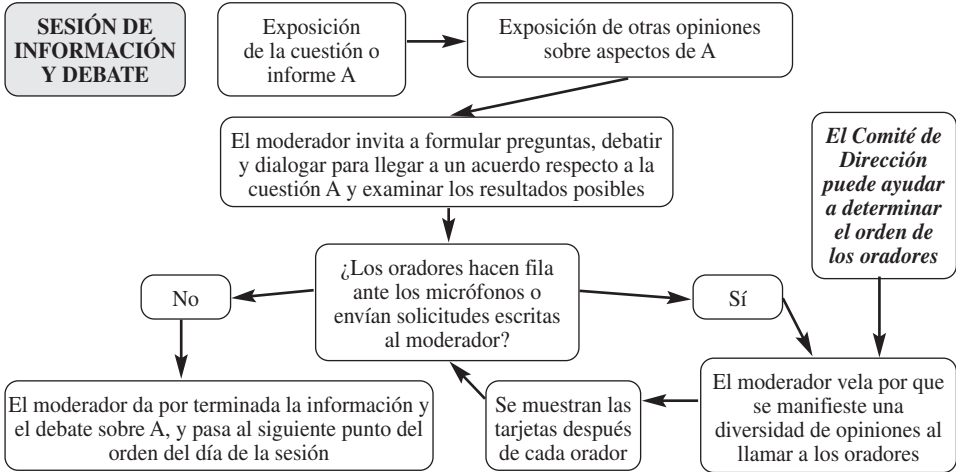 SESIÓN DE
INFORMACIÓN
Y DEBATE
Exposición
de la cuestión o
informe A
Exposición de otras opiniones
sobre aspectos de A
El moderador invita a formular preguntas, debatir
y dialogar para llegar a un acuerdo respecto a la
cuestión A y examinar los resultados posibles
El Comité de
Dirección
puede ayudar
a determinar
el orden de
los oradores
¿Los oradores hacen fila
ante los micrófonos o
envían solicitudes escritas
al moderador?
No
Sí
El moderador da por terminada la información y
el debate sobre A, y pasa al siguiente punto del
orden del día de la sesión
Se muestran las
tarjetas después
de cada orador
El moderador vela por que
se manifieste una
diversidad de opiniones al
llamar a los oradores